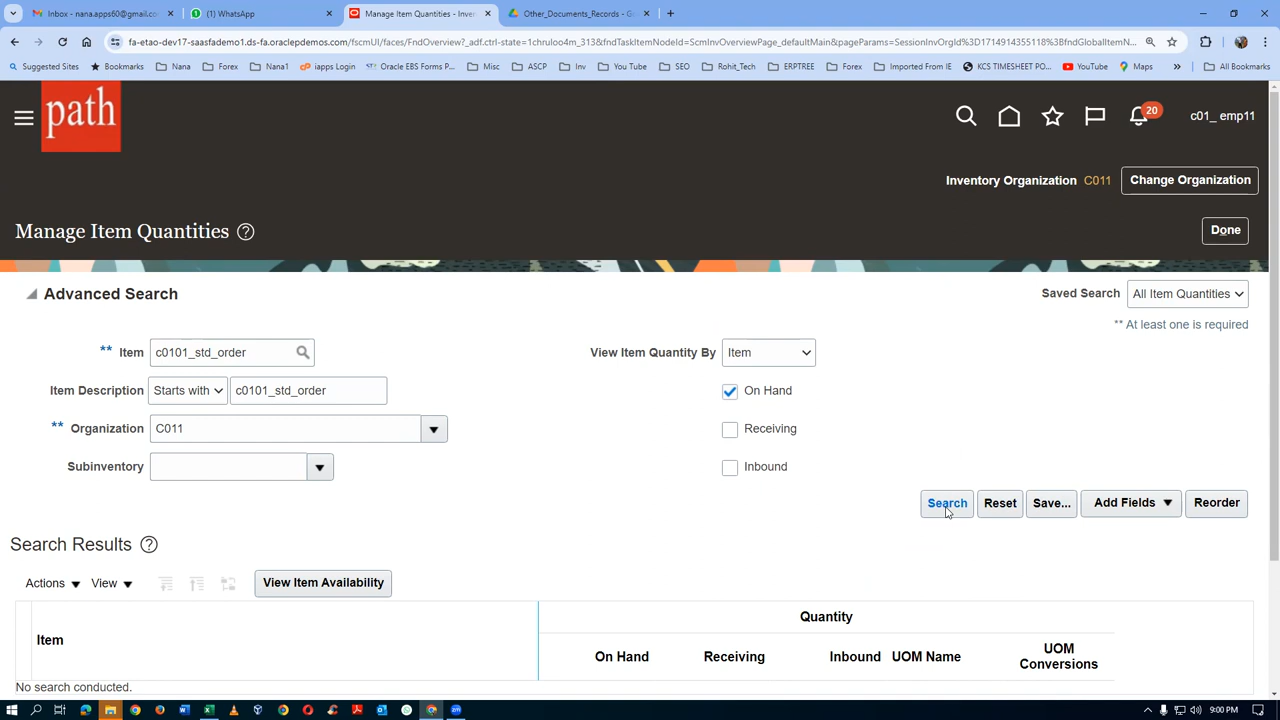 Inbox - nana.apps60@gmail.co
(1) WhatsApp
Manage Item Quantities - Inven
Other_Documents_Records - G
fa-etao-dev17-saasfademo1.ds-fa.oraclepdemos.com/fscmUI/faces/FndOverview?_adf.ctrl-state=1chruloo4m_313&fndTaskItemNodeId=ScmInvOverviewPage_defaultMain&pageParams=SessionInvOrgId%3D1714914355118%3BfndGlobalItemN...
Suggested Sites
Bookmarks
Nana
Forex
Nana1
iapps Login
Oracle EBS Forms P...
Misc
ASCP
Inv
You Tube
SEO
Rohit_Tech
ERPTREE
Forex
Imported From IE
KCS TIMESHEET PO...
YouTube
Maps
»
All Bookmarks
path
20
c01_ emp11
Inventory Organization C011 Change Organization
Manage Item Quantities ?
Done
Advanced Search
Saved Search All Item Quantities
** At least one is required
** Item c0101_std_order
View Item Quantity By Item
Item Description Starts with c0101_std_order
On Hand
** Organization C011
Receiving
Subinventory
Inbound
Search Reset Save... Add Fields Reorder
Search Results ?
Actions View View Item Availability
Item
Quantity
On Hand Receiving Inbound UOM Name UOM Conversions
No search conducted.
9:00 PM